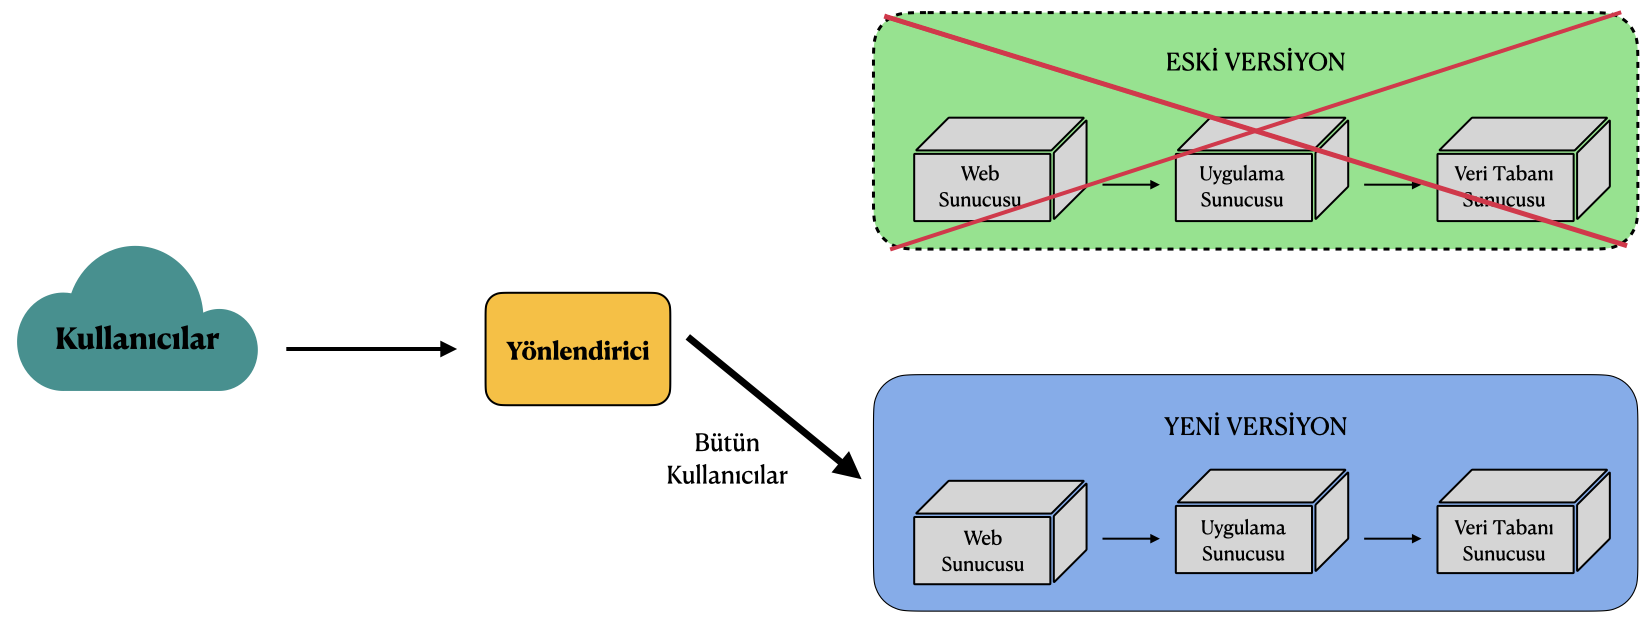 ESKİ VERSİYON
Web
Sunucusu
Uygulama
Sunucusu
Veri Tabanı
Sunucusu
Kullanıcılar
Yönlendirici
Bütün
Kullanıcılar
YENİ VERSİYON
Web
Sunucusu
Uygulama
Sunucusu
Veri Tabanı
Sunucusu